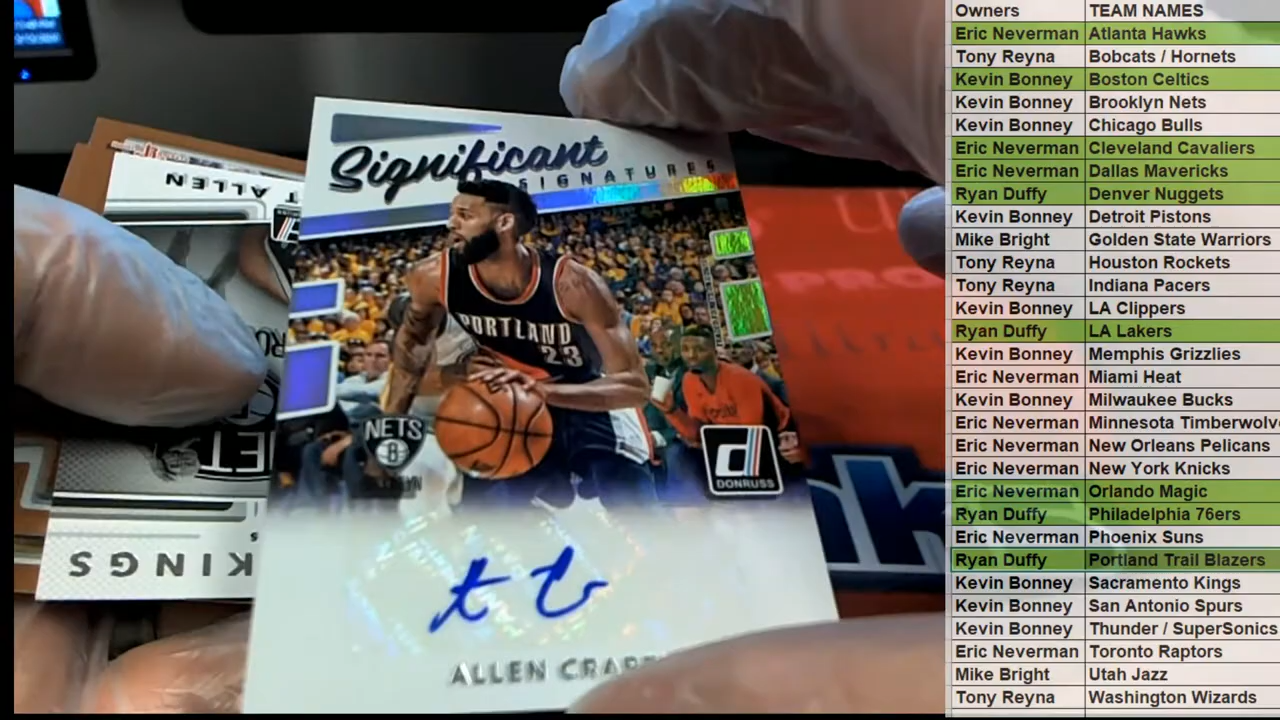 Significant
SIGNATURES
PORTLAND
23
NETS
B
DONRUSS
ALLEN
KINGS
PRO
Owners TEAM NAMES
Eric Neverman Atlanta Hawks
Tony Reyna Bobcats / Hornets
Kevin Bonney Boston Celtics
Kevin Bonney Brooklyn Nets
Kevin Bonney Chicago Bulls
Eric Neverman Cleveland Cavaliers
Eric Neverman Dallas Mavericks
Ryan Duffy Denver Nuggets
Kevin Bonney Detroit Pistons
Mike Bright Golden State Warriors
Tony Reyna Houston Rockets
Tony Reyna Indiana Pacers
Kevin Bonney LA Clippers
Ryan Duffy LA Lakers
Kevin Bonney Memphis Grizzlies
Eric Neverman Miami Heat
Kevin Bonney Milwaukee Bucks
Eric Neverman Minnesota Timberwolve
Eric Neverman New Orleans Pelicans
Eric Neverman New York Knicks
Eric Neverman Orlando Magic
Ryan Duffy Philadelphia 76ers
Eric Neverman Phoenix Suns
Ryan Duffy Portland Trail Blazers
Kevin Bonney Sacramento Kings
Kevin Bonney San Antonio Spurs
Kevin Bonney Thunder / SuperSonics
Eric Neverman Toronto Raptors
Mike Bright Utah Jazz
Tony Reyna Washington Wizards
ALLEN